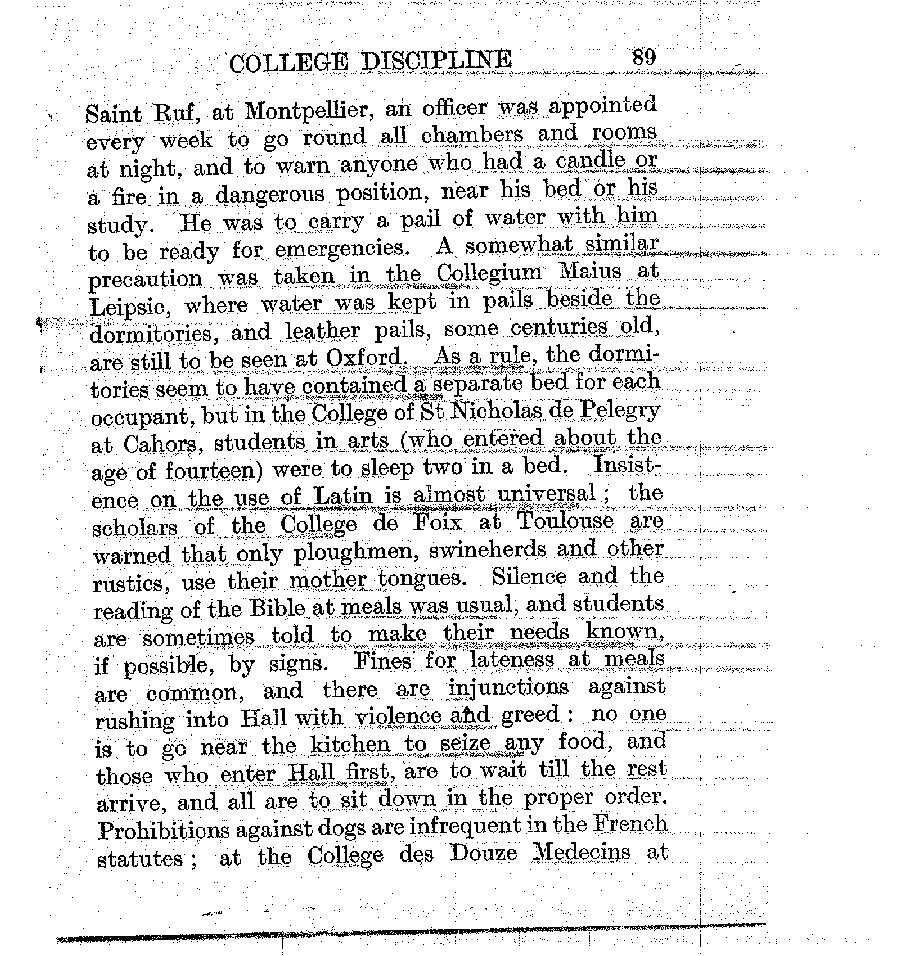 COLLEGE DISCIPLINE 89
Saint Ruf, at Montpellier, an officer was appointed
every week to go round all chambers and rooms
at night, and to warn anyone who had a candle or
a fire in a dangerous position, near his bed or his
study. He was to carry a pail of water with him
to be ready for emergencies. A somewhat similar
precaution was taken in the Collegium Maius at
Leipsic, where water was kept in pails beside the
dormitories, and leather pails, some centuries old,
are still to be seen at Oxford. As a rule, the dormi-
tories seem to have contained a separate bed for each
occupant, but in the College of St Nicholas de Pelegry
at Cahors, students in arts (who entered about the
age of fourteen) were to sleep two in a bed. Insist-
ence on the use of Latin is almost universal; the
scholars of the College de Foix at Toulouse are
warned that only ploughmen, swineherds and other
rustics, use their mother tongues. Silence and the
reading of the Bible at meals was usual, and students
are sometimes told to make their needs known,
if possible, by signs. Fines for lateness at meals
are common, and there are injunctions against
rushing into Hall with violence and greed: no one
is to go near the kitchen to seize any food, and
those who enter Hall first, are to wait till the rest
arrive, and all are to sit down in the proper order.
Prohibitions against dogs are infrequent in the French
statutes; at the College des Douze Medecins at